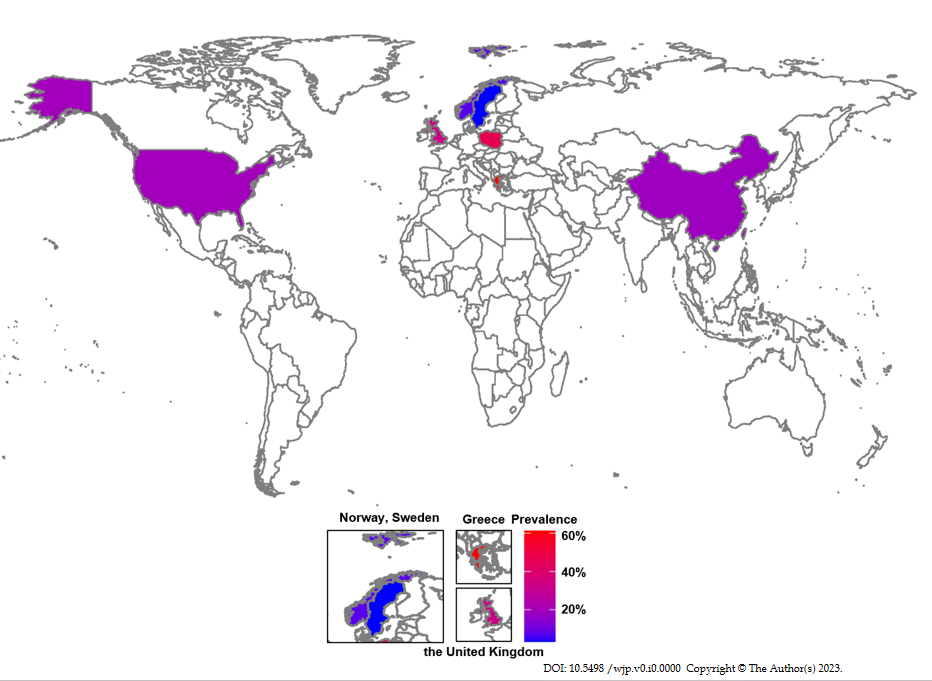 Norway, Sweden
Greece
Prevalence
60%
40%
20%
the United Kingdom
DOI: 10.5498 /wjp.v0.i0.0000 Copyright © The Author(s) 2023.